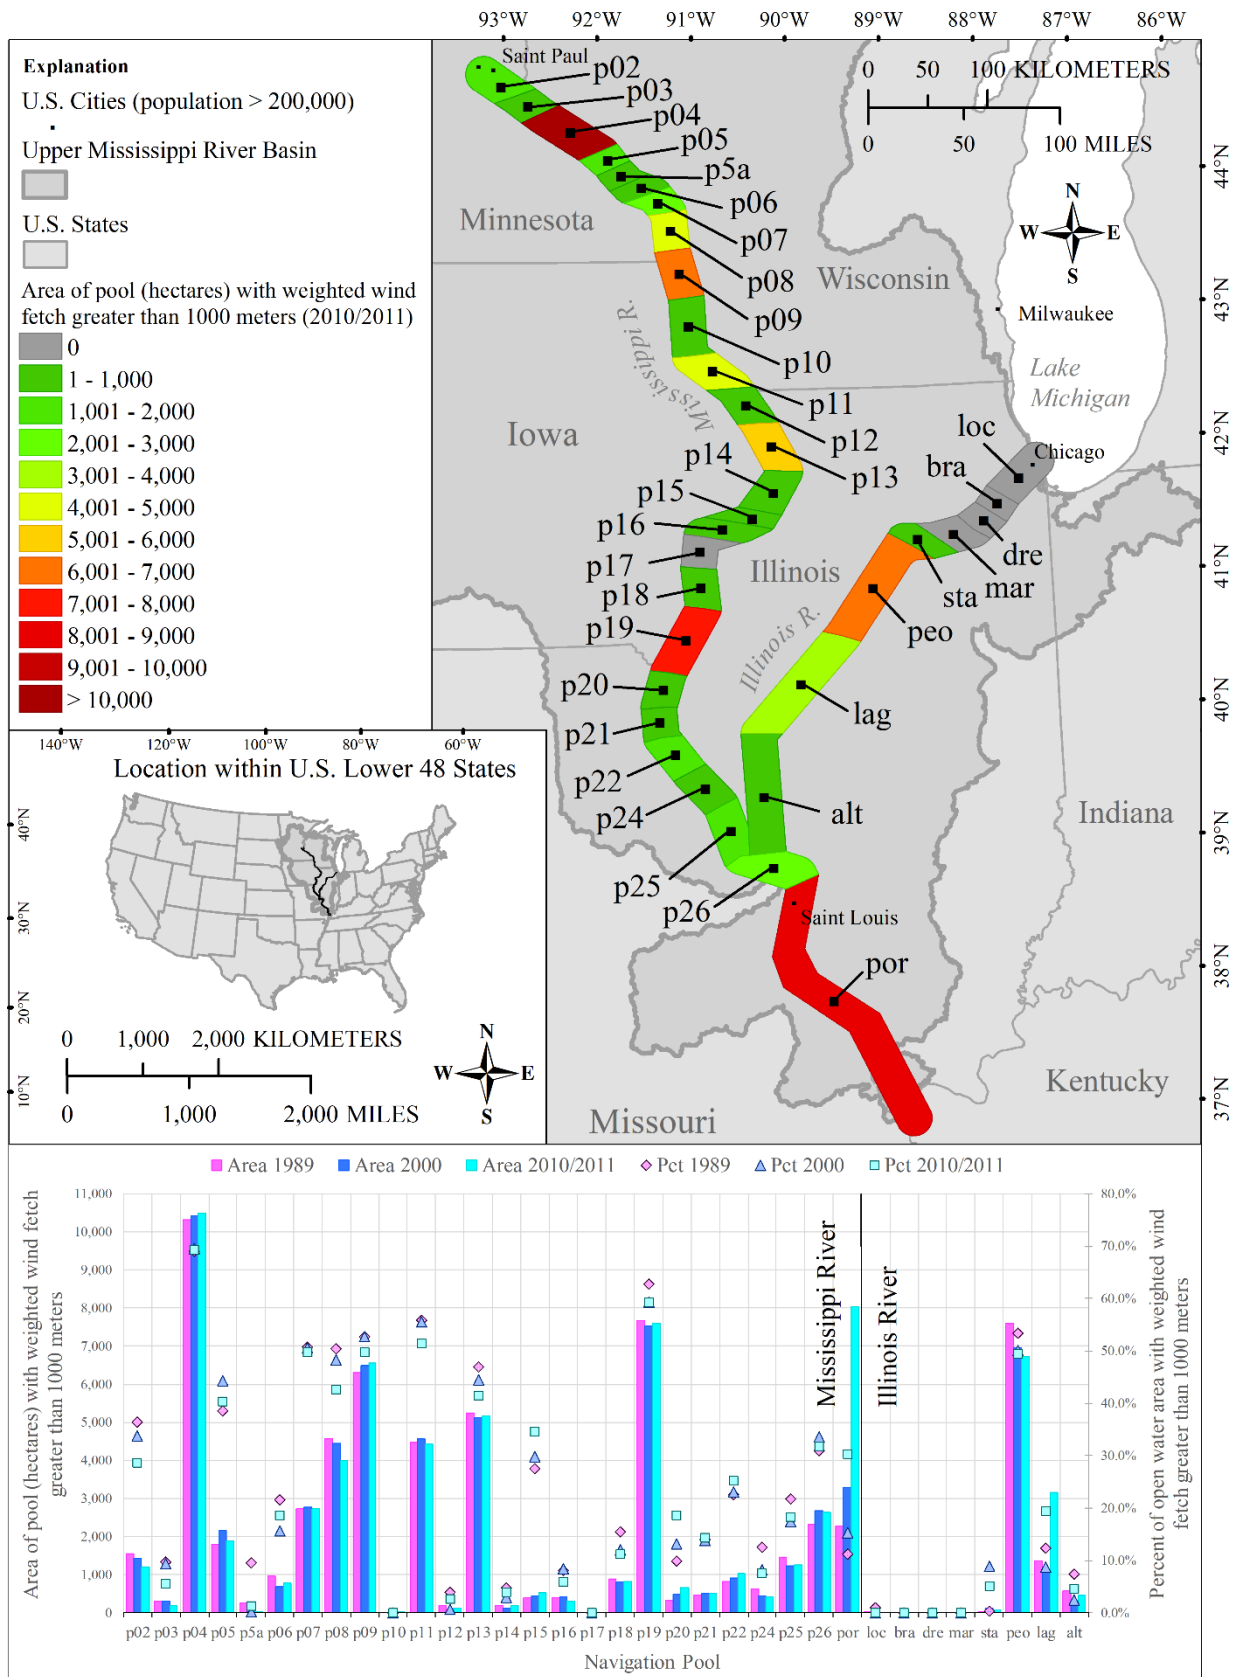 93°W 92°W 91°W 90°W 89°W 88°W 87°W 86°W
Explanation
U.S. Cities (population > 200,000)
Upper Mississippi River Basin
U.S. States
Area of pool (hectares) with weighted wind
fetch greater than 1000 meters (2010/2011)
0
1 - 1,000
1,001 - 2,000
2,001 - 3,000
3,001 - 4,000
4,001 - 5,000
5,001 - 6,000
6,001 - 7,000
7,001 - 8,000
8,001 - 9,000
9,001 - 10,000
> 10,000
Saint Paul
p02
p03
p04
p05
p5a
p06
p07
p08
p09
p10
p11
p12
p13
p14
p15
p16
p17
p18
p19
p20
p21
p22
p24
p25
p26
por
loc
bra
dre
mar
sta
peo
lag
alt
0 50 100 KILOMETERS
0 50 100 MILES
N
W E
S
Minnesota
Wisconsin
Iowa
Illinois
Indiana
Kentucky
Missouri
Mississippi R.
Mississippi
Illinois R.
Lake
Michigan
Milwaukee
Chicago
Saint Louis
44°N
43°N
42°N
41°N
40°N
39°N
38°N
37°N
140°W 120°W 100°W 80°W 60°W
Location within U.S. Lower 48 States
40°N
30°N
20°N
10°N
0 1,000 2,000 KILOMETERS
0 1,000 2,000 MILES
N
W E
S
Area 1989 Area 2000 Area 2010/2011 Pct 1989 Pct 2000 Pct 2010/2011
Area of pool (hectares) with weighted wind fetch
greater than 1000 meters
11,000
10,000
9,000
8,000
7,000
6,000
5,000
4,000
3,000
2,000
1,000
0
Mississippi River
Illinois River
80.0%
70.0%
60.0%
50.0%
40.0%
30.0%
20.0%
10.0%
0.0%
Percent of open water area with weighted wind
fetch greater than 1000 meters
p02 p03 p04 p05 p5a p06 p07 p08 p09 p10 p11 p12 p13 p14 p15 p16 p17 p18 p19 p20 p21 p22 p24 p25 p26 por loc bra dre mar sta peo lag alt
Navigation Pool